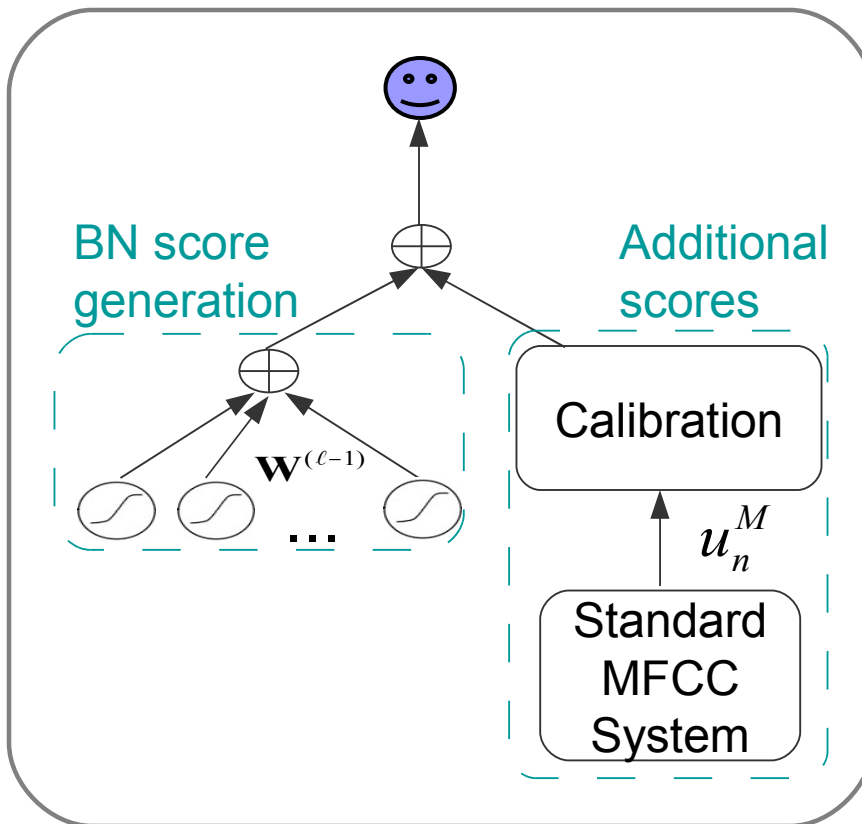 BN score
generation
Additional
scores
w^{(ℓ-1)}
...
Calibration
u_n^M
Standard
MFCC
System